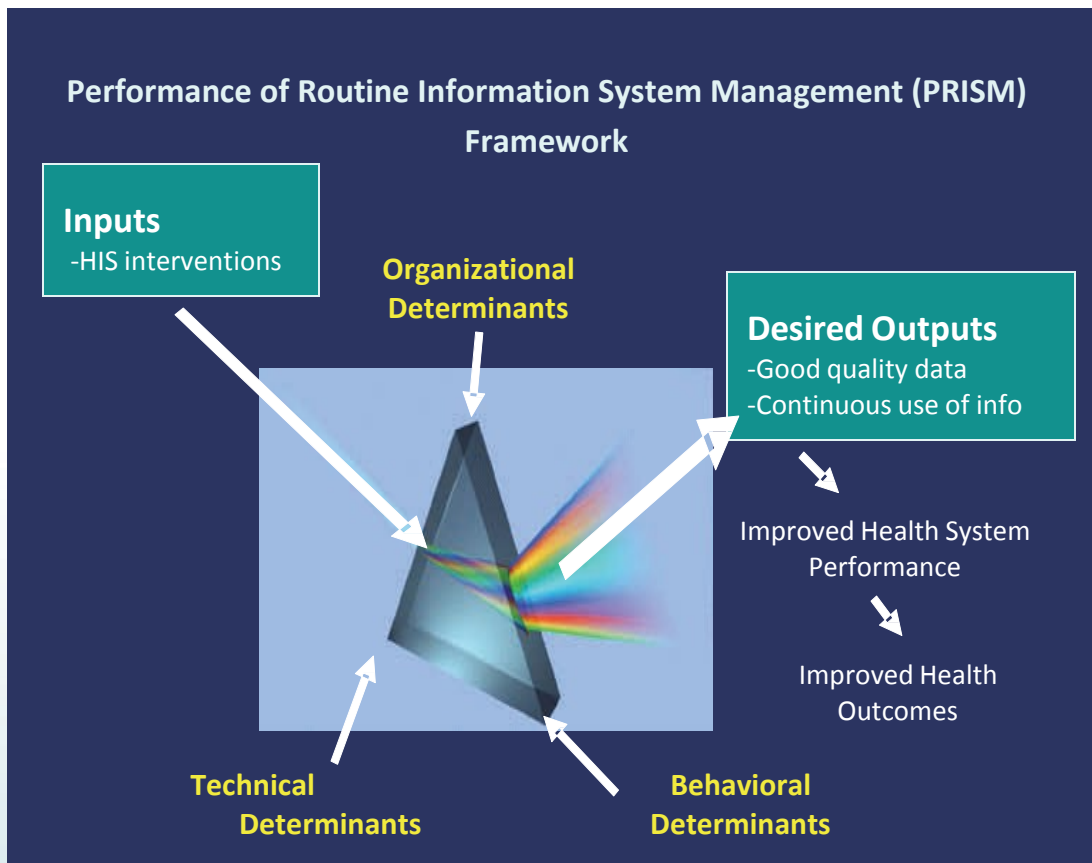 Performance of Routine Information System Management (PRISM)
Framework
Inputs
-HIS interventions
Organizational
Determinants
Desired Outputs
-Good quality data
-Continuous use of info
Improved Health System
Performance
Improved Health
Outcomes
Technical
Determinants
Behavioral
Determinants